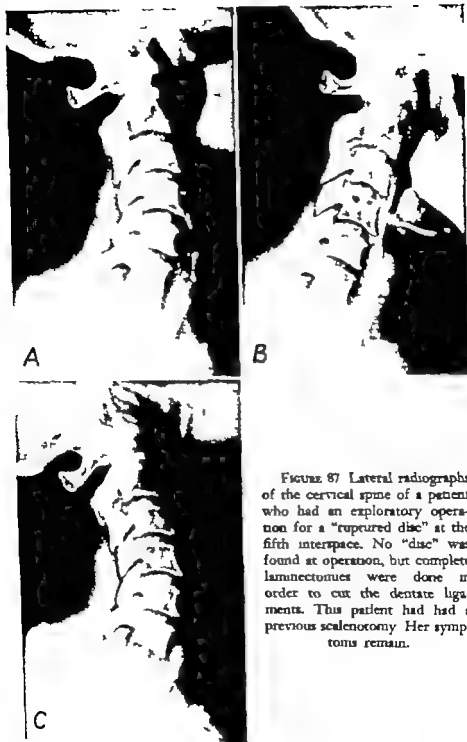 A
B
C
FIGURE 87 Lateral radiographs
of the cervical spine of a patient
who had an exploratory opera-
tion for a "ruptured disc" at the
fifth interspace. No "disc" was
found at operation, but complete
laminectomies were done in
order to cut the dentate liga-
ments. This patient had had a
previous scalenotomy Her symp-
toms remain.